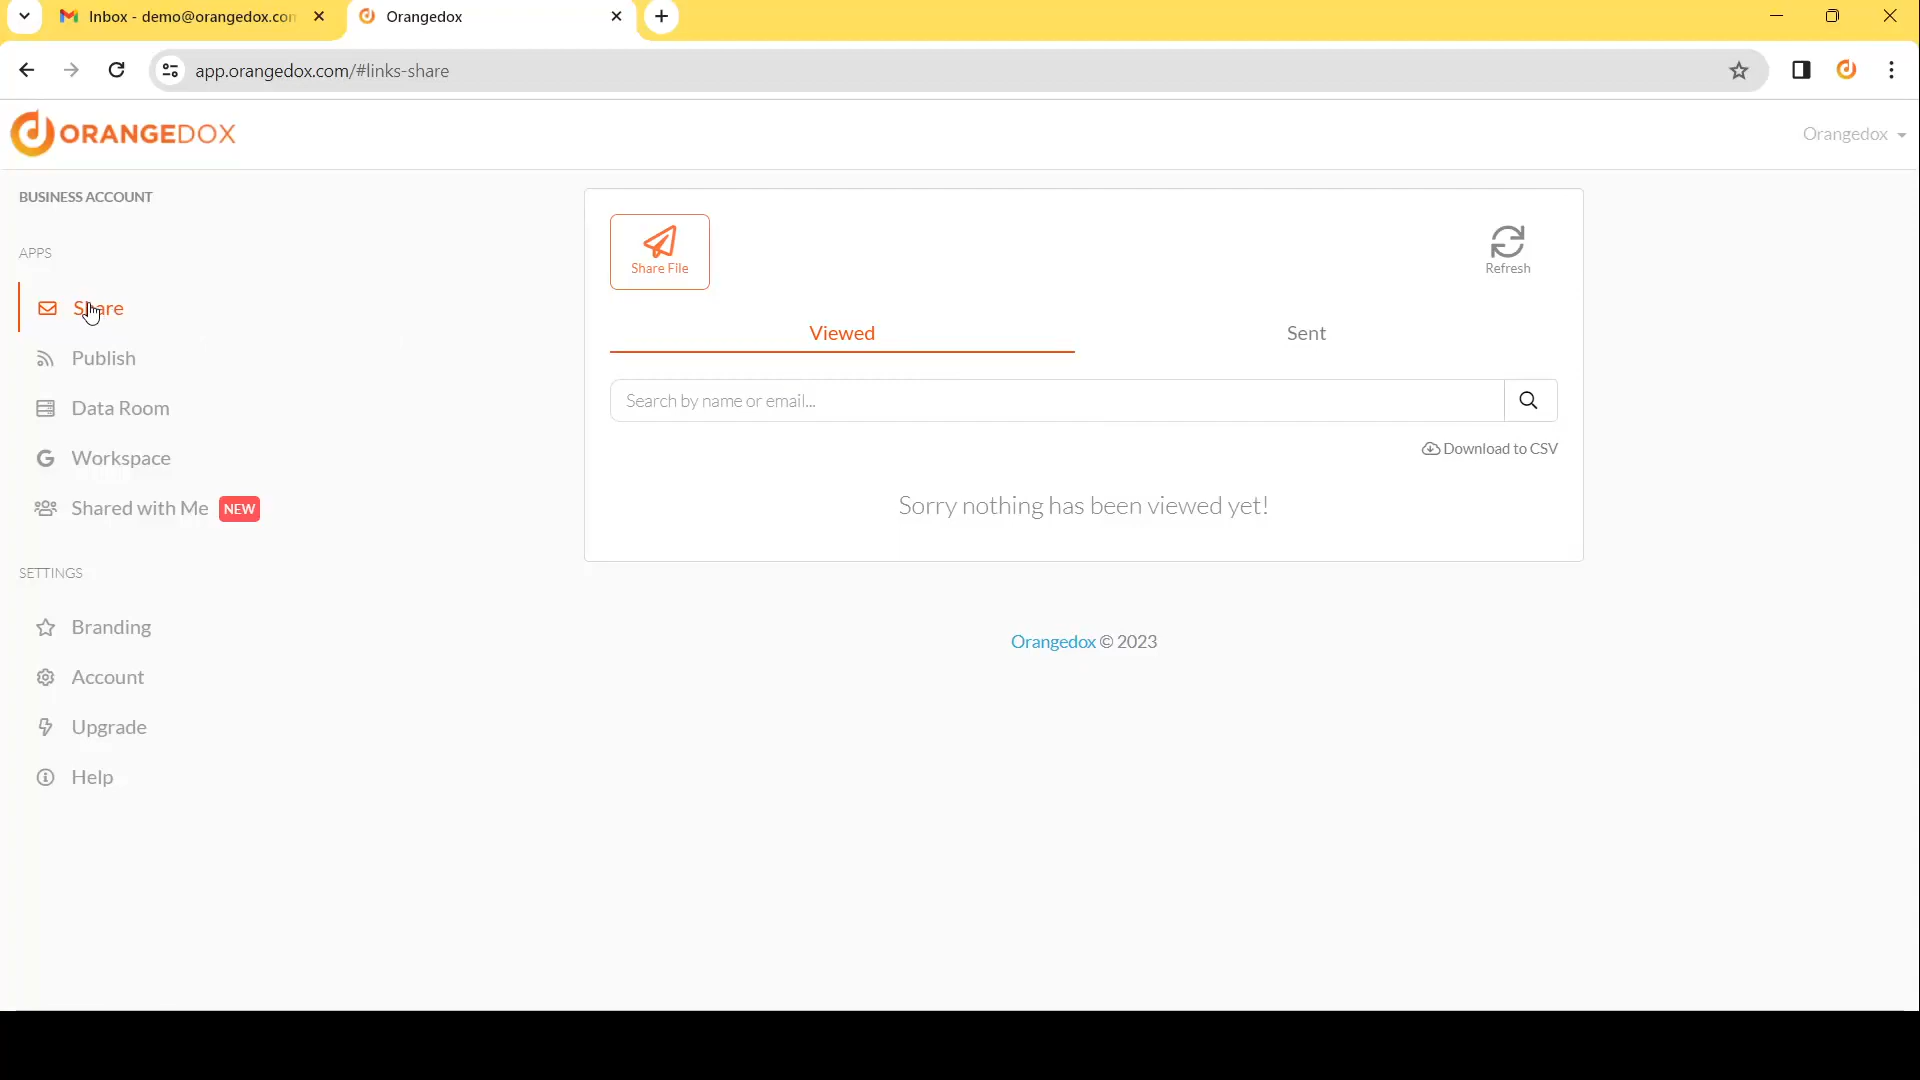 Inbox - demo@orangedox.com
Orangedox
app.orangedox.com/#links-share
ORANGEDOX
Orangedox
BUSINESS ACCOUNT
APPS
Share
Publish
Data Room
Workspace
Shared with Me NEW
SETTINGS
Branding
Account
Upgrade
Help
Share File
Refresh
Viewed
Sent
Search by name or email...
Download to CSV
Sorry nothing has been viewed yet!
Orangedox © 2023